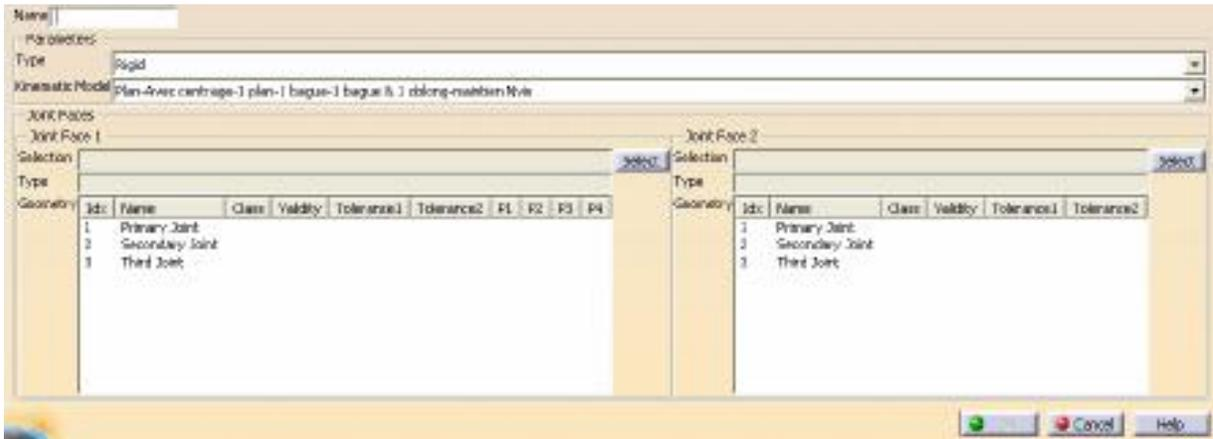 Name
Parameters
Type Rigid
Kinematic Model Plan-Avec centrage-1 plan-1 bague-1 bague & 1 oblong-maintien Nvis
Joint Faces
Joint Face 1
Selection Select
Type
Geometry Idx Name Class Validity Tolerance1 Tolerance2 P1 P2 P3 P4
1 Primary Joint
2 Secondary Joint
3 Third Joint
Joint Face 2
Selection Select
Type
Geometry Idx Name Class Validity Tolerance1 Tolerance2
1 Primary Joint
2 Secondary Joint
3 Third Joint
Cancel Help